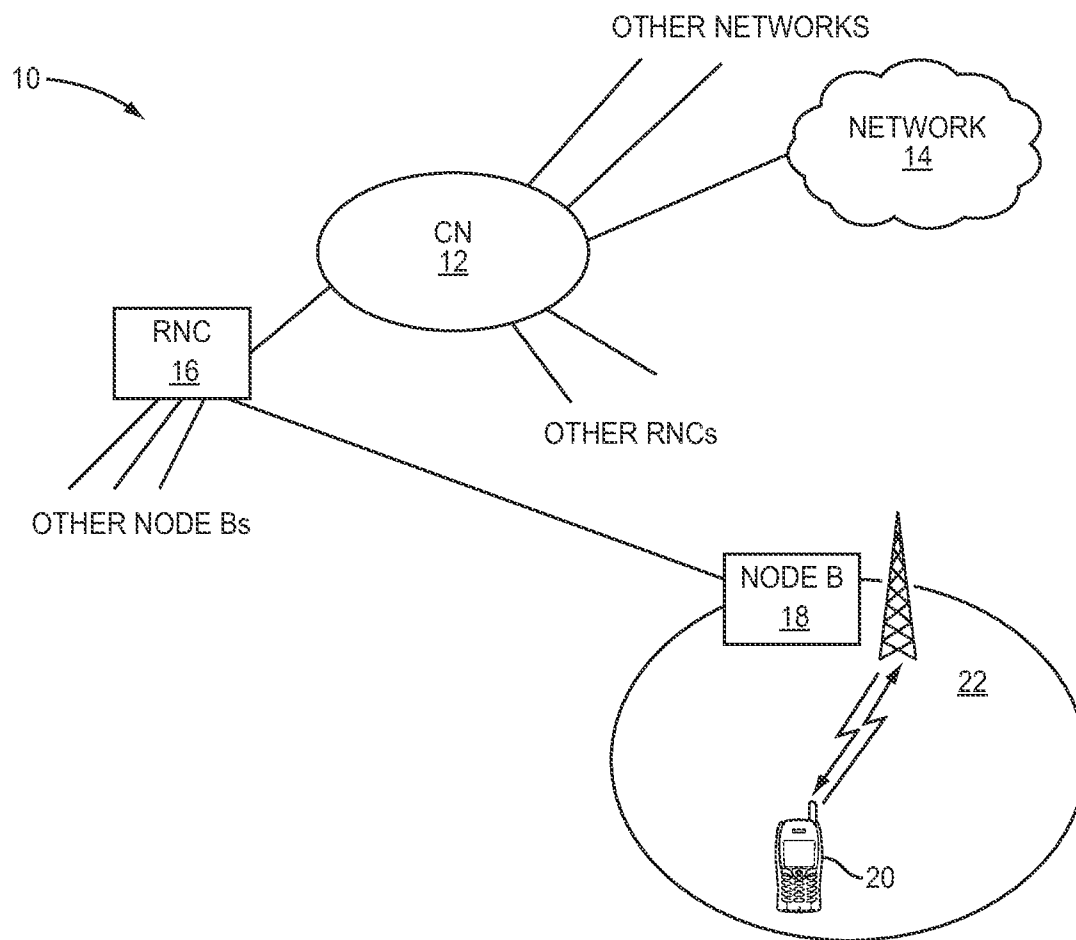 OTHER NETWORKS
10
NETWORK
14
CN
12
RNC
16
OTHER RNCs
OTHER NODE Bs
NODE B
18
22
20